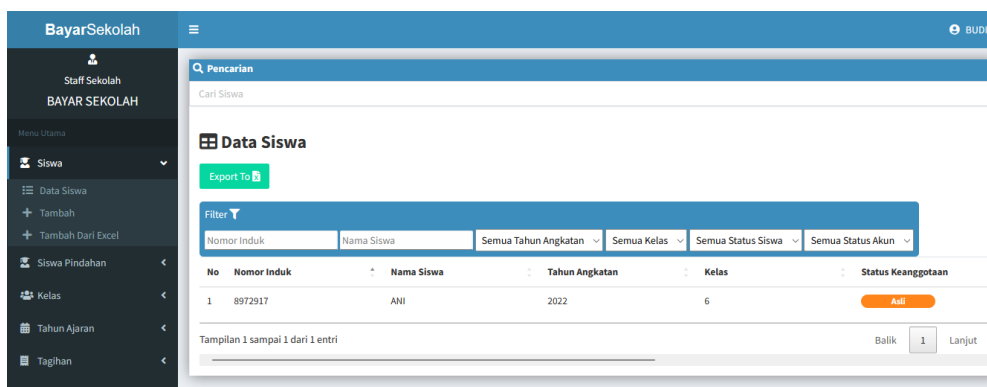 BayarSekolah
BUDI
Staff Sekolah
BAYAR SEKOLAH
Menu Utama
Siswa
Data Siswa
Tambah
Tambah Dari Excel
Siswa Pindahan
Kelas
Tahun Ajaran
Tagihan
Pencarian
Cari Siswa
Data Siswa
Export To
Filter
Nomor Induk Nama Siswa Semua Tahun Angkatan Semua Kelas Semua Status Siswa Semua Status Akun
No Nomor Induk Nama Siswa Tahun Angkatan Kelas Status Keanggotaan
1 8972917 ANI 2022 6 Asli
Tampilan 1 sampai 1 dari 1 entri
Balik 1 Lanjut